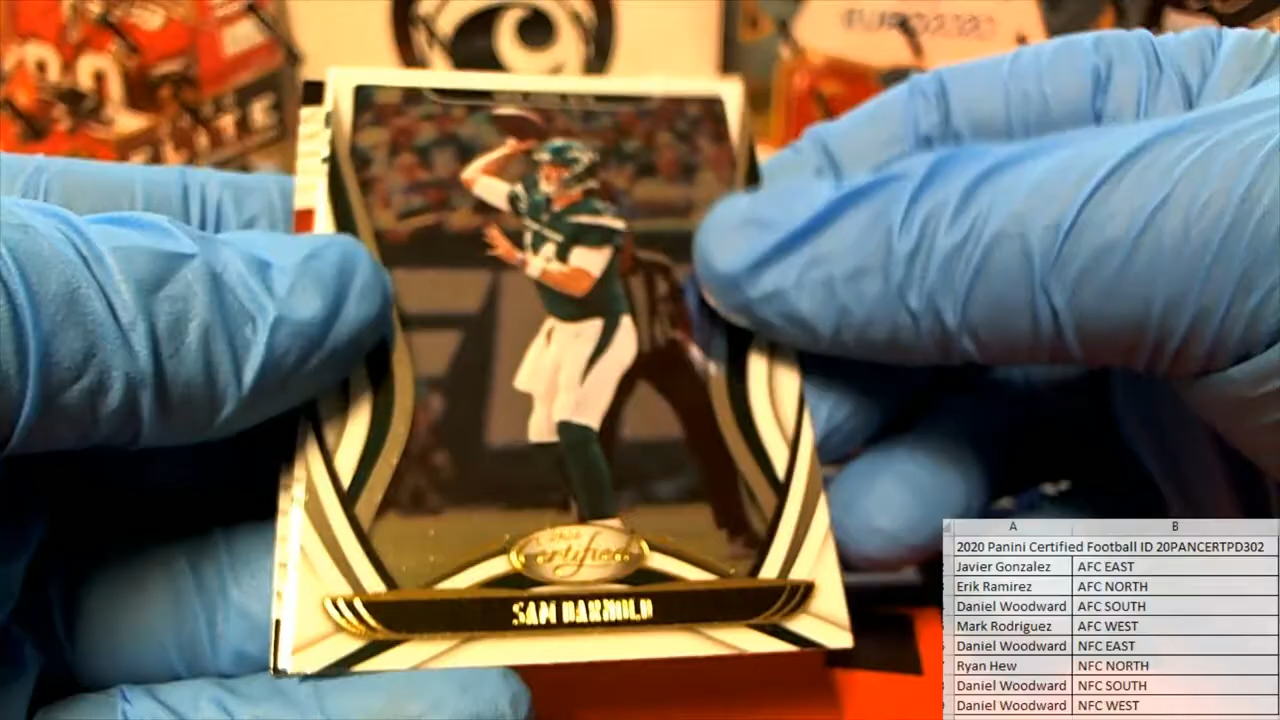 Certified
SAM DARNOLD
A B
2020 Panini Certified Football ID 20PANCERTPD302
Javier Gonzalez AFC EAST
Erik Ramirez AFC NORTH
Daniel Woodward AFC SOUTH
Mark Rodriguez AFC WEST
Daniel Woodward NFC EAST
Ryan Hew NFC NORTH
Daniel Woodward NFC SOUTH
Daniel Woodward NFC WEST